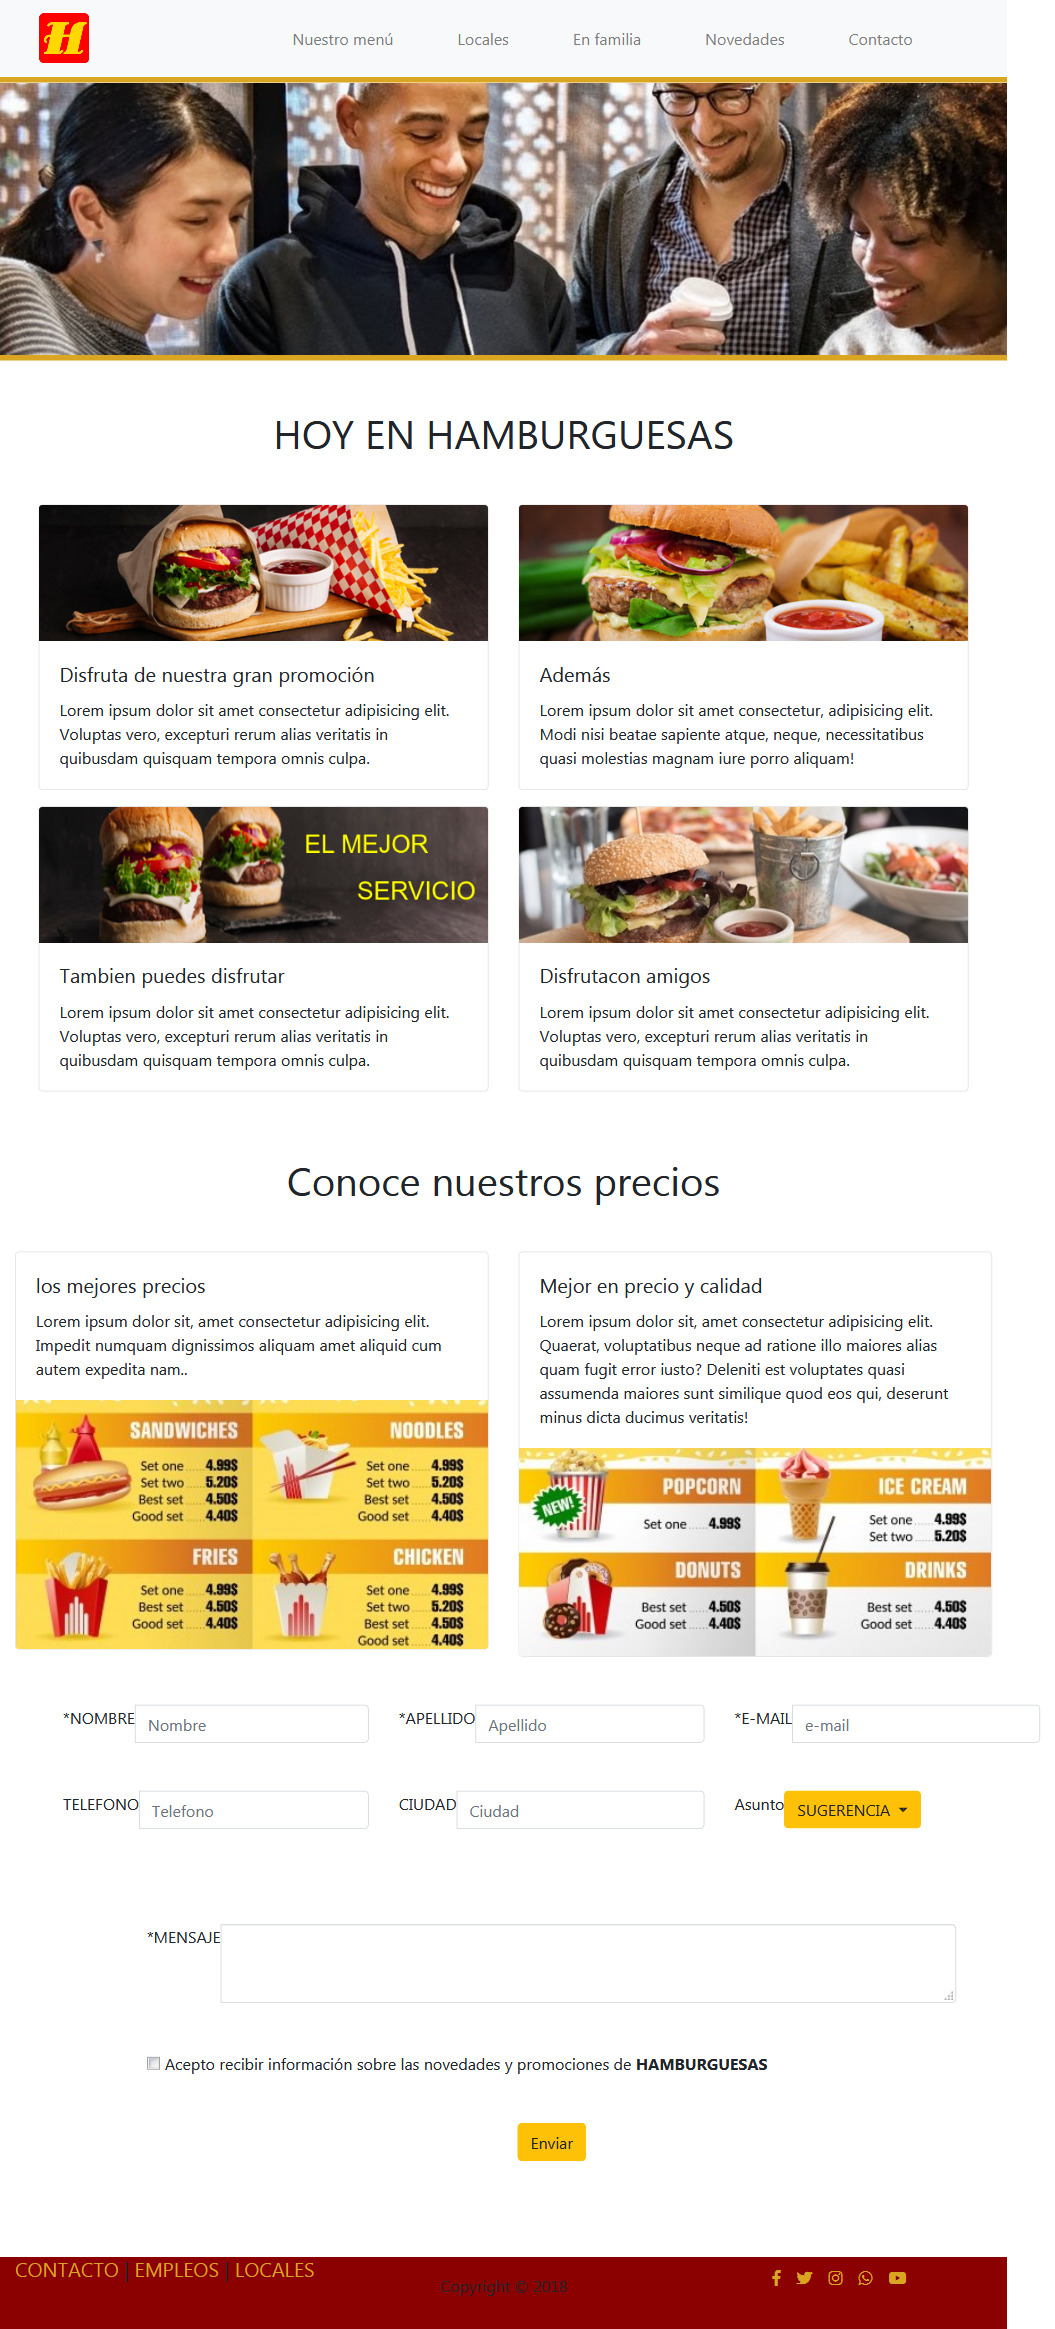 H
Nuestro menú Locales En familia Novedades Contacto
HOY EN HAMBURGUESAS
Disfruta de nuestra gran promoción
Lorem ipsum dolor sit amet consectetur adipisicing elit.
Voluptas vero, excepturi rerum alias veritatis in
quibusdam quisquam tempora omnis culpa.
Además
Lorem ipsum dolor sit amet consectetur, adipisicing elit.
Modi nisi beatae sapiente atque, neque, necessitatibus
quasi molestias magnam iure porro aliquam!
EL MEJOR
SERVICIO
Tambien puedes disfrutar
Lorem ipsum dolor sit amet consectetur adipisicing elit.
Voluptas vero, excepturi rerum alias veritatis in
quibusdam quisquam tempora omnis culpa.
Disfrutacon amigos
Lorem ipsum dolor sit amet consectetur adipisicing elit.
Voluptas vero, excepturi rerum alias veritatis in
quibusdam quisquam tempora omnis culpa.
Conoce nuestros precios
los mejores precios
Lorem ipsum dolor sit, amet consectetur adipisicing elit.
Impedit numquam dignissimos aliquam amet aliquid cum
autem expedita nam..
SANDWICHES
Set one ..... 4.99$
Set two ..... 5.20$
Best set ..... 4.50$
Good set ..... 4.40$
NOODLES
Set one ..... 4.99$
Set two ..... 5.20$
Best set ..... 4.50$
Good set ..... 4.40$
FRIES
Set one ..... 4.99$
Best set ..... 4.50$
Good set ..... 4.40$
CHICKEN
Set one ..... 4.99$
Set two ..... 5.20$
Best set ..... 4.50$
Good set ..... 4.40$
Mejor en precio y calidad
Lorem ipsum dolor sit, amet consectetur adipisicing elit.
Quaerat, voluptatibus neque ad ratione illo maiores alias
quam fugit error iusto? Deleniti est voluptates quasi
assumenda maiores sunt similique quod eos qui, deserunt
minus dicta ducimus veritatis!
NEW!
POPCORN
Set one ..... 4.99$
ICE CREAM
Set one ..... 4.99$
Set two ..... 5.20$
DONUTS
Best set ..... 4.50$
Good set ..... 4.40$
DRINKS
Best set ..... 4.50$
Good set ..... 4.40$
*NOMBRE Nombre *APELLIDO Apellido *E-MAIL e-mail
TELEFONO Telefono CIUDAD Ciudad Asunto SUGERENCIA
*MENSAJE
Acepto recibir información sobre las novedades y promociones de HAMBURGUESAS
Enviar
CONTACTO | EMPLEOS | LOCALES
Copyright © 2018